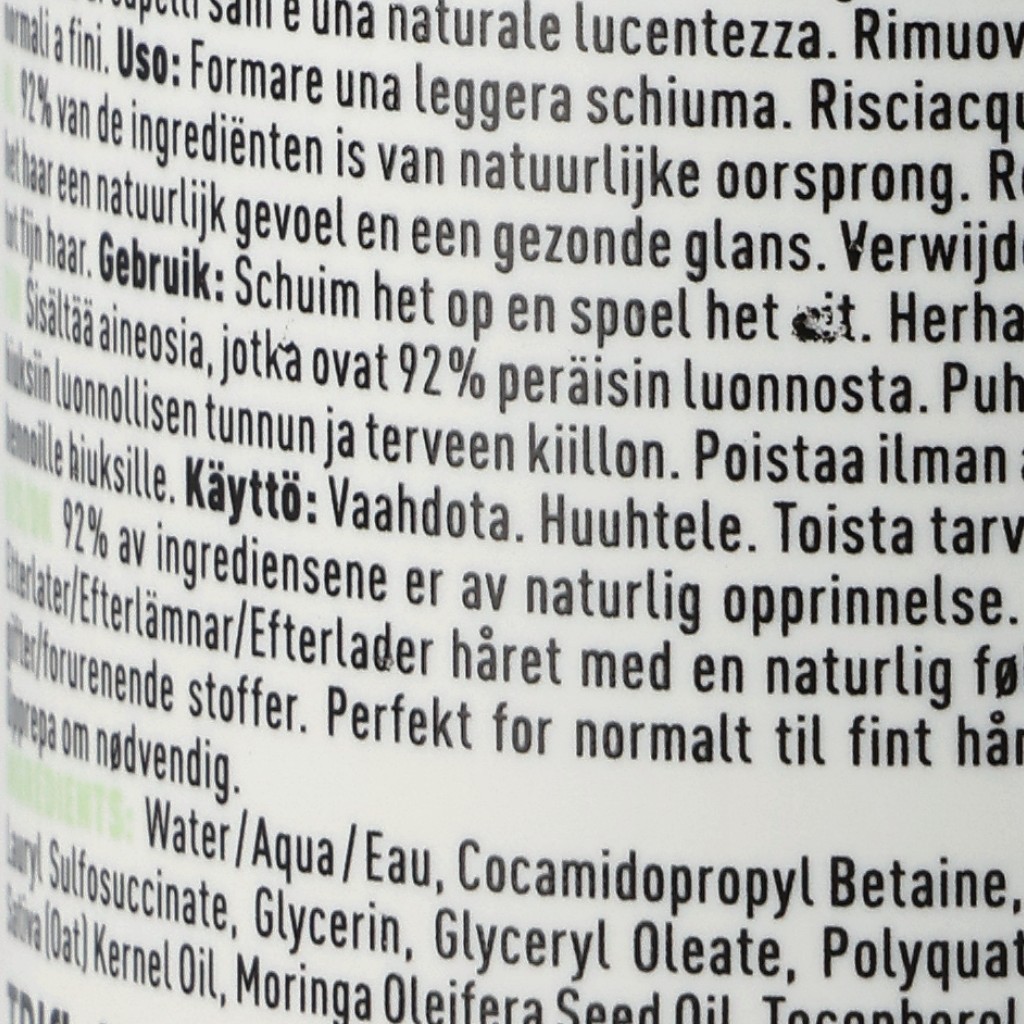 capelli sani e una naturale lucentezza. Rimuov
normali a fini. Uso: Formare una leggera schiuma. Risciacqu
92% van de ingrediënten is van natuurlijke oorsprong. R
het haar een natuurlijk gevoel en een gezonde glans. Verwijd
tot fijn haar. Gebruik: Schuim het op en spoel het uit. Herha
Sisältää aineosia, jotka ovat 92% peräisin luonnosta. Puh
hiuksiin luonnollisen tunnun ja terveen kiillon. Poistaa ilman
hennoille hiuksille. Käyttö: Vaahdota. Huuhtele. Toista tarv
92% av ingrediensene er av naturlig opprinnelse.
Etterlater/Efterlämnar/Efterlader håret med en naturlig fø
gifter/forurenende stoffer. Perfekt for normalt til fint hår
Opprepa om nødvendig.
INGREDIENTS: Water/Aqua/Eau, Cocamidopropyl Betaine,
Lauryl Sulfosuccinate, Glycerin, Glyceryl Oleate, Polyquat
Sativa (Oat) Kernel Oil, Moringa Oleifera Seed Oil, Tocopherol